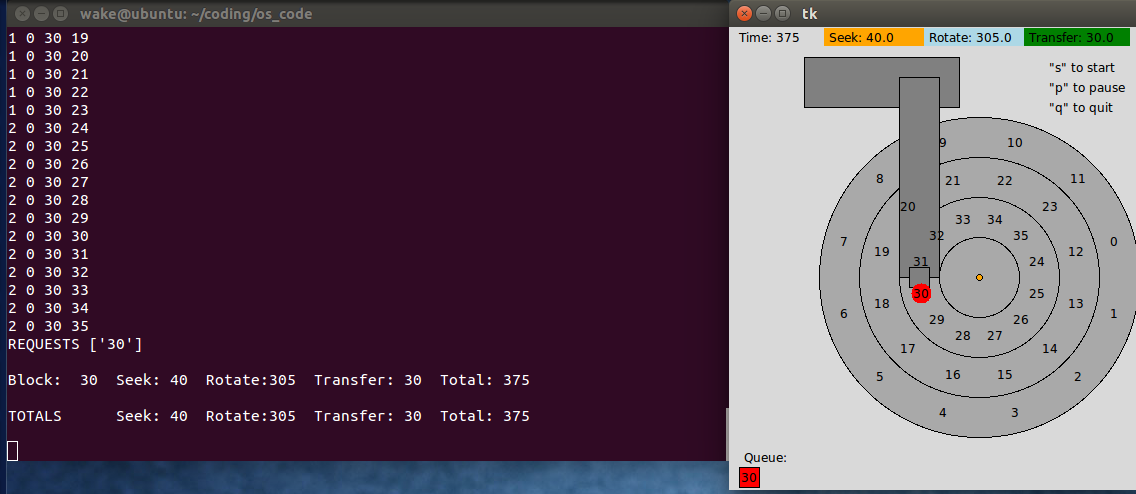 wake@ubuntu: ~/coding/os_code
1 0 30 19
1 0 30 20
1 0 30 21
1 0 30 22
1 0 30 23
2 0 30 24
2 0 30 25
2 0 30 26
2 0 30 27
2 0 30 28
2 0 30 29
2 0 30 30
2 0 30 31
2 0 30 32
2 0 30 33
2 0 30 34
2 0 30 35
REQUESTS ['30']
Block: 30 Seek: 40 Rotate:305 Transfer: 30 Total: 375
TOTALS Seek: 40 Rotate:305 Transfer: 30 Total: 375
tk
Time: 375 Seek: 40.0 Rotate: 305.0 Transfer: 30.0
"s" to start
"p" to pause
"q" to quit
9 10
8 11
21 22
20 23
33 34
7 32 35 0
19 12
31 24
30 25
6 18 13 1
29 26
28 27
17 14
5 16 15 2
4 3
Queue:
30